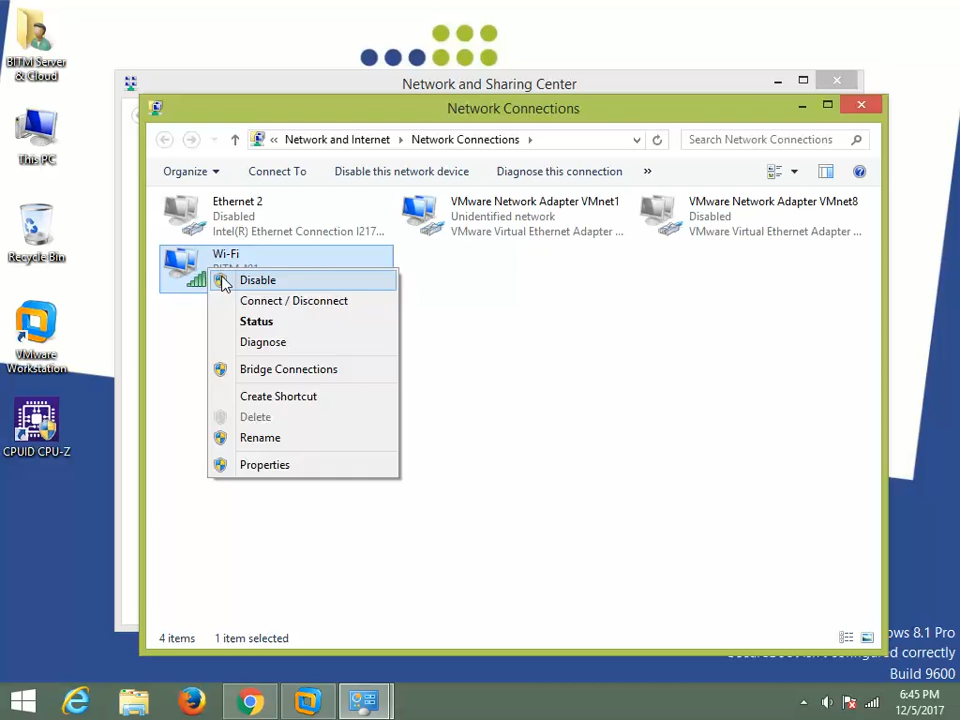 BITM Server
& Cloud
This PC
Recycle Bin
VMware
Workstation
CPUID CPU-Z
Network and Sharing Center
Network Connections
« Network and Internet Network Connections
Search Network Connections
Organize
Connect To
Disable this network device
Diagnose this connection
»
Ethernet 2
Disabled
Intel(R) Ethernet Connection I217...
VMware Network Adapter VMnet1
Unidentified network
VMware Virtual Ethernet Adapter ...
VMware Network Adapter VMnet8
Disabled
VMware Virtual Ethernet Adapter ...
Wi-Fi
Disable
Connect / Disconnect
Status
Diagnose
Bridge Connections
Create Shortcut
Delete
Rename
Properties
4 items
1 item selected
ows 8.1 Pro
correctly
Build 9600
6:45 PM
12/5/2017